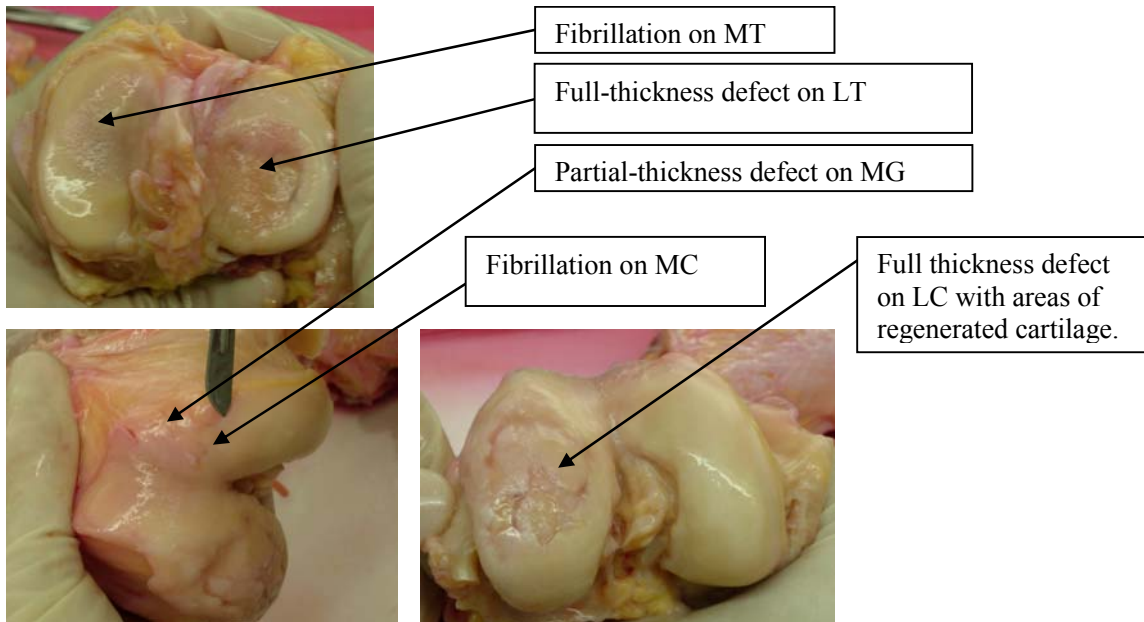 Fibrillation on MT
Full-thickness defect on LT
Partial-thickness defect on MG
Fibrillation on MC
Full thickness defect
on LC with areas of
regenerated cartilage.